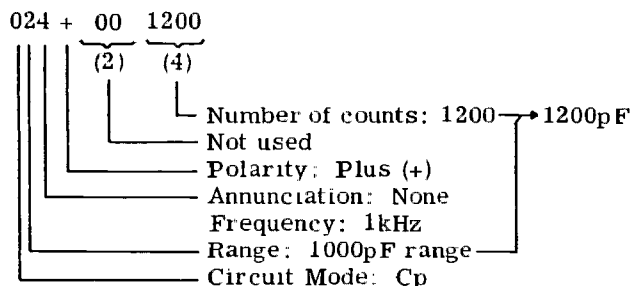 024 + 00 1200
(2) (4)
Number of counts: 1200 → 1200pF
Not used
Polarity: Plus (+)
Annunciation: None
Frequency: 1kHz
Range: 1000pF range
Circuit Mode: Cp